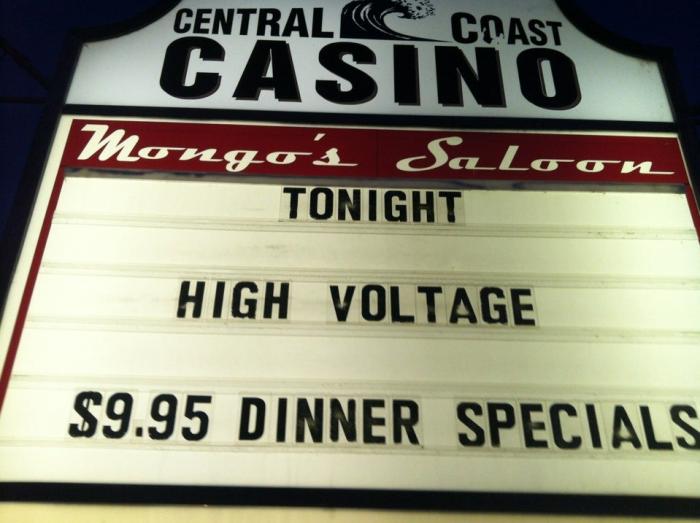 CENTRAL COAST
CASINO
Mongo's Saloon
TONIGHT
HIGH VOLTAGE
$9.95 DINNER SPECIALS